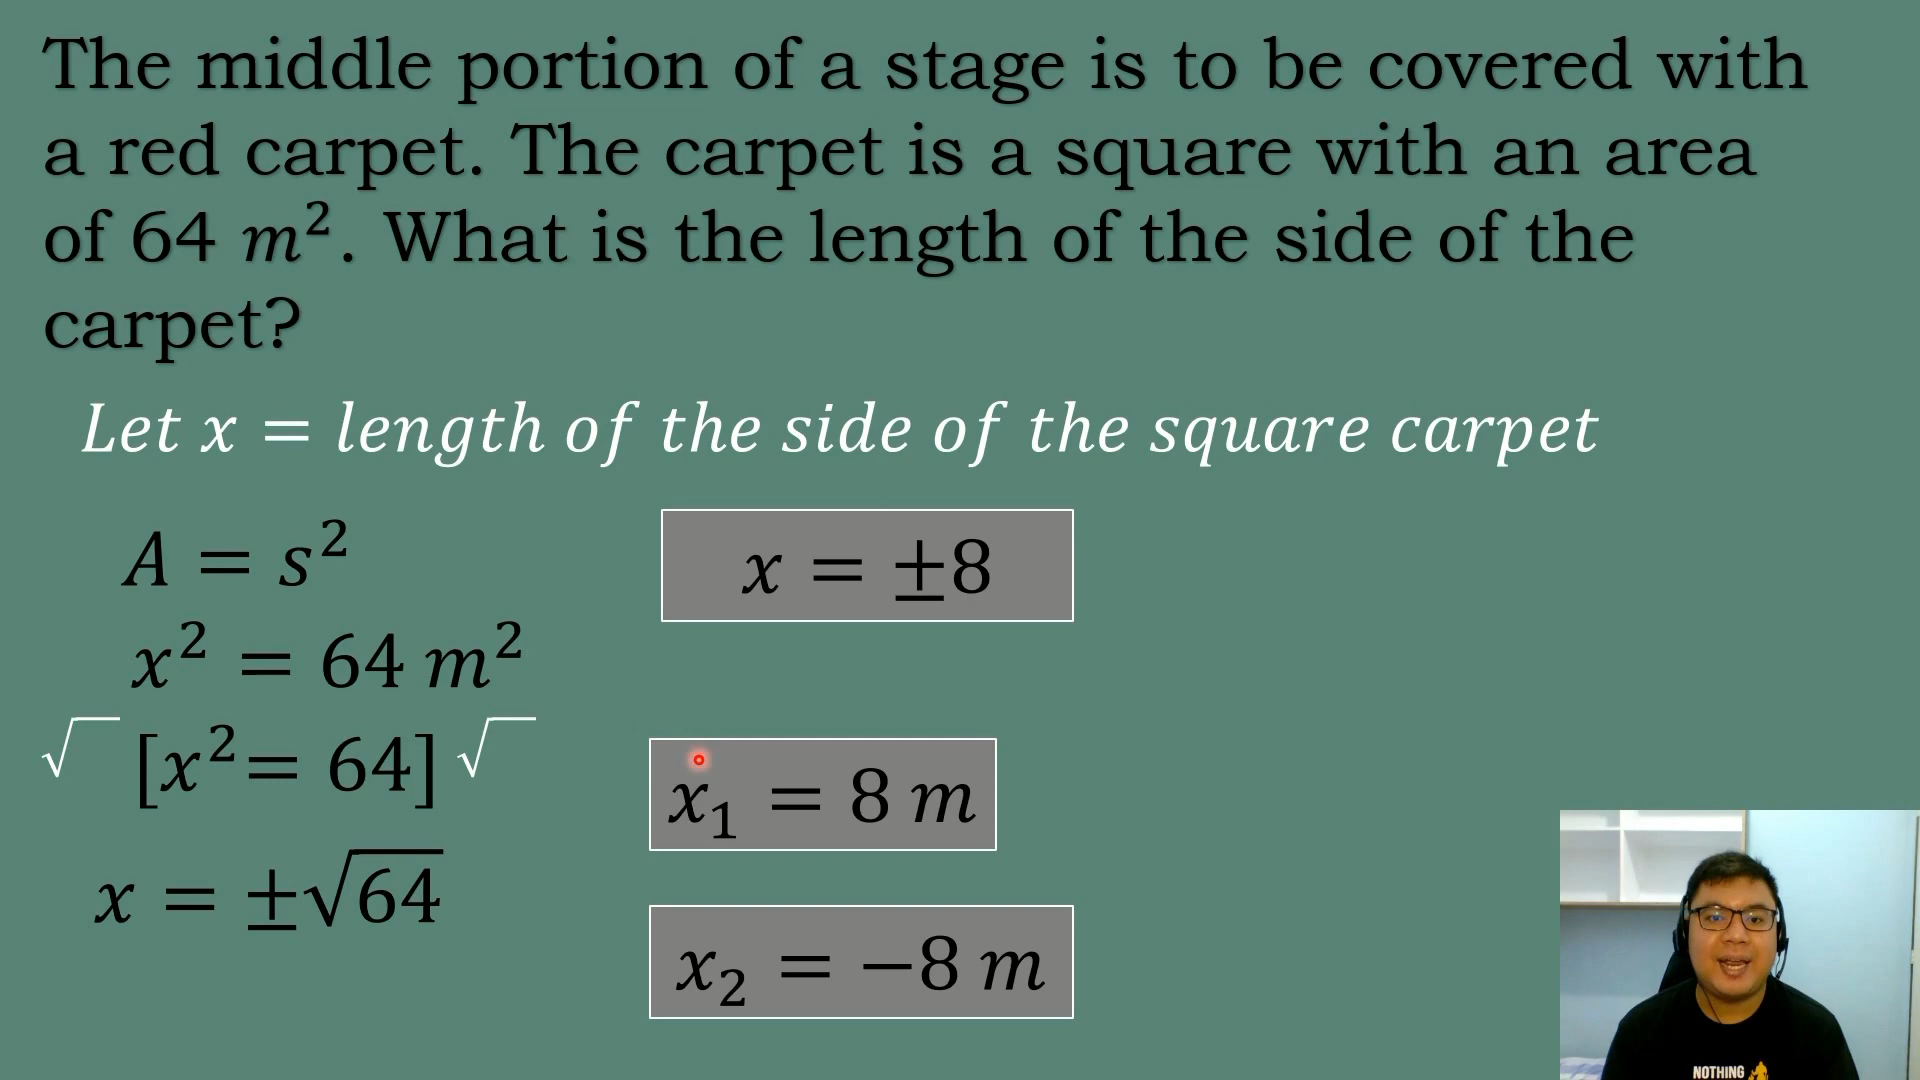 The middle portion of a stage is to be covered with
a red carpet. The carpet is a square with an area
of 64 m². What is the length of the side of the
carpet?
Let x = length of the side of the square carpet
A = s²
x² = 64 m²
√ [x² = 64] √
x = ±√64
x = ±8
x₁ = 8 m
x₂ = −8 m
NOTHING